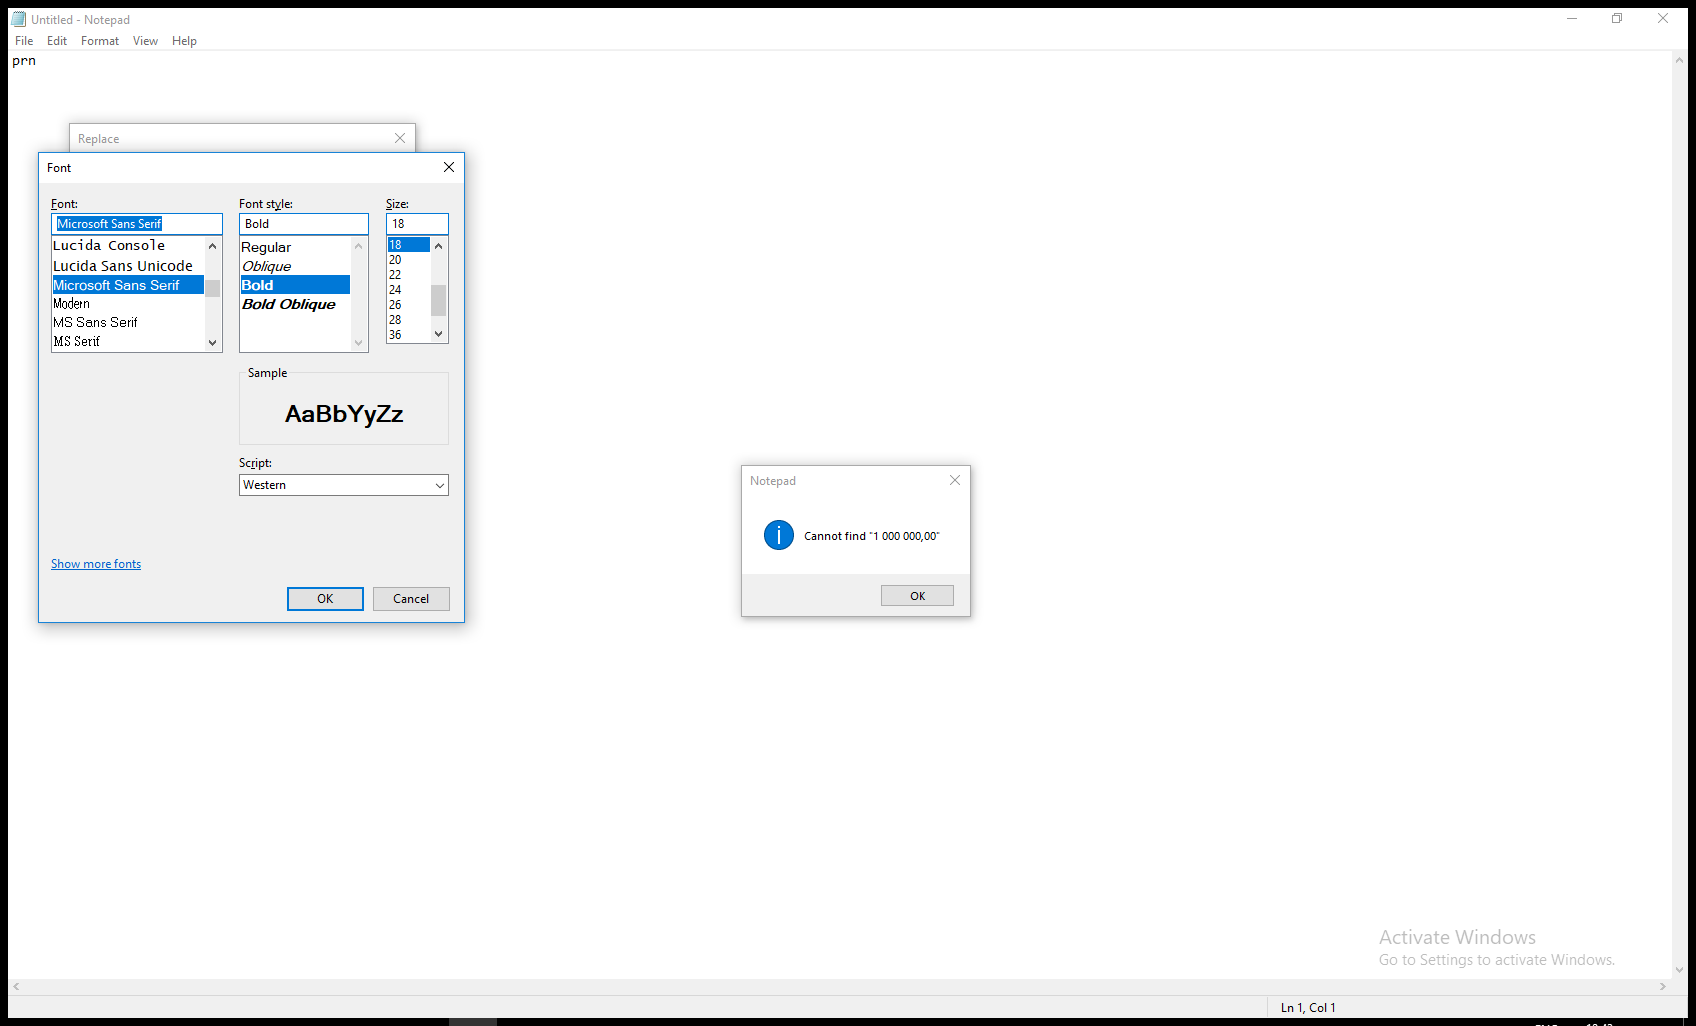 Untitled - Notepad
File Edit Format View Help
prn
Replace
Font
Font: Font style: Size:
Microsoft Sans Serif Bold 18
Lucida Console
Lucida Sans Unicode
Microsoft Sans Serif
Modern
MS Sans Serif
MS Serif
Regular
Oblique
Bold
Bold Oblique
18
20
22
24
26
28
36
Sample
AaBbYyZz
Script:
Western
Show more fonts
OK Cancel
Notepad
Cannot find "1 000 000,00"
OK
Activate Windows
Go to Settings to activate Windows.
Ln 1, Col 1